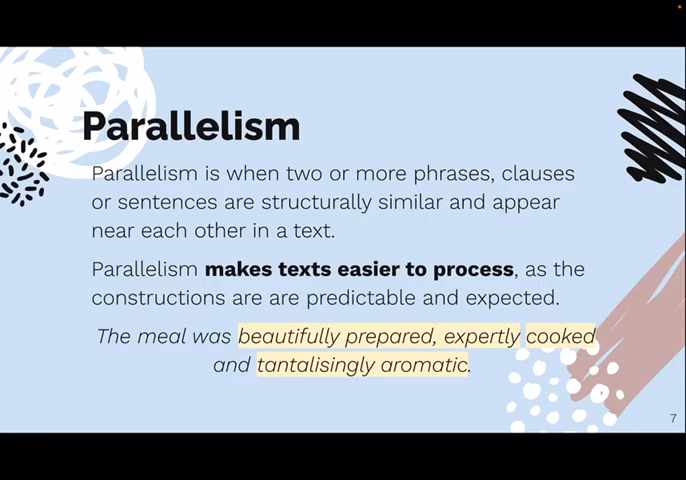 Parallelism
Parallelism is when two or more phrases, clauses
or sentences are structurally similar and appear
near each other in a text.
Parallelism makes texts easier to process, as the
constructions are are predictable and expected.
The meal was beautifully prepared, expertly cooked
and tantalisingly aromatic.
7